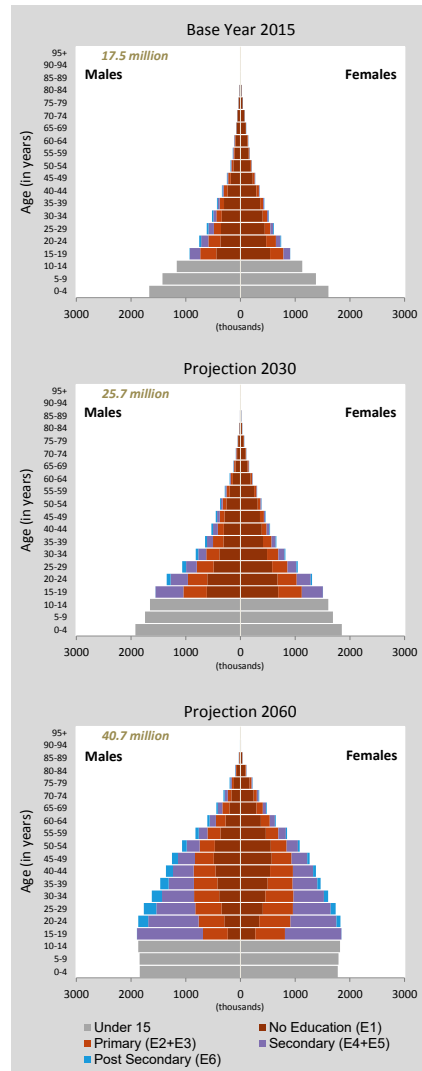 Base Year 2015
17.5 million
Males
Females
Age (in years)
95+
90-94
85-89
80-84
75-79
70-74
65-69
60-64
55-59
50-54
45-49
40-44
35-39
30-34
25-29
20-24
15-19
10-14
5-9
0-4
3000 2000 1000 0 1000 2000 3000
(thousands)
Projection 2030
25.7 million
Males
Females
Age (in years)
95+
90-94
85-89
80-84
75-79
70-74
65-69
60-64
55-59
50-54
45-49
40-44
35-39
30-34
25-29
20-24
15-19
10-14
5-9
0-4
3000 2000 1000 0 1000 2000 3000
(thousands)
Projection 2060
40.7 million
Males
Females
Age (in years)
95+
90-94
85-89
80-84
75-79
70-74
65-69
60-64
55-59
50-54
45-49
40-44
35-39
30-34
25-29
20-24
15-19
10-14
5-9
0-4
3000 2000 1000 0 1000 2000 3000
(thousands)
Under 15 No Education (E1)
Primary (E2+E3) Secondary (E4+E5)
Post Secondary (E6)